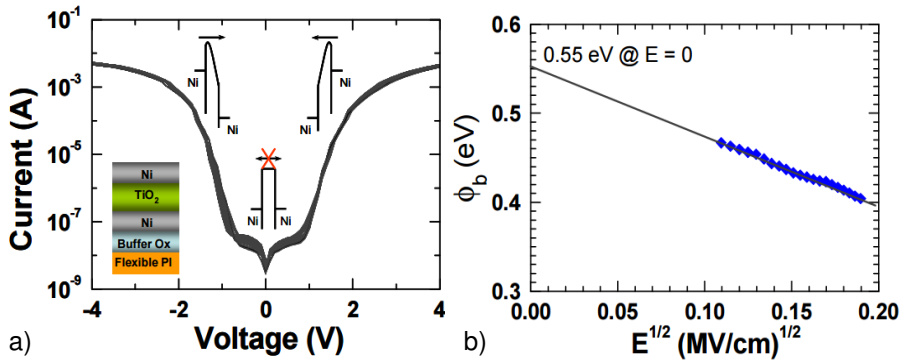 10⁻¹
10⁻³
10⁻⁵
10⁻⁷
10⁻⁹
Current (A)
-4
-2
0
2
4
Voltage (V)
Ni
Ni
Ni
Ni
Ni
Ni
Ni
TiO₂
Ni
Buffer Ox
Flexible PI
a)
0.6
0.5
0.4
0.3
ϕb (eV)
0.55 eV @ E = 0
0.00
0.05
0.10
0.15
0.20
E^1/2 (MV/cm)^1/2
b)